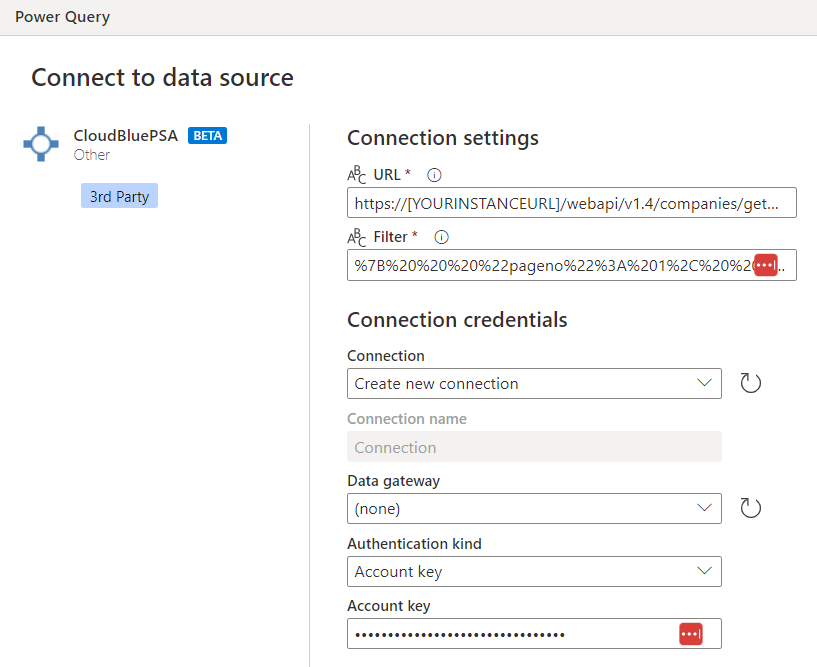 Power Query
Connect to data source
CloudBluePSA BETA
Other
3rd Party
Connection settings
ABC URL *
https://[YOURINSTANCEURL]/webapi/v1.4/companies/get...
ABC Filter *
%7B%20%20%20%22pageno%22%3A%201%2C%20%20
Connection credentials
Connection
Create new connection
Connection name
Connection
Data gateway
(none)
Authentication kind
Account key
Account key
••••••••••••••••••••••••••••••••